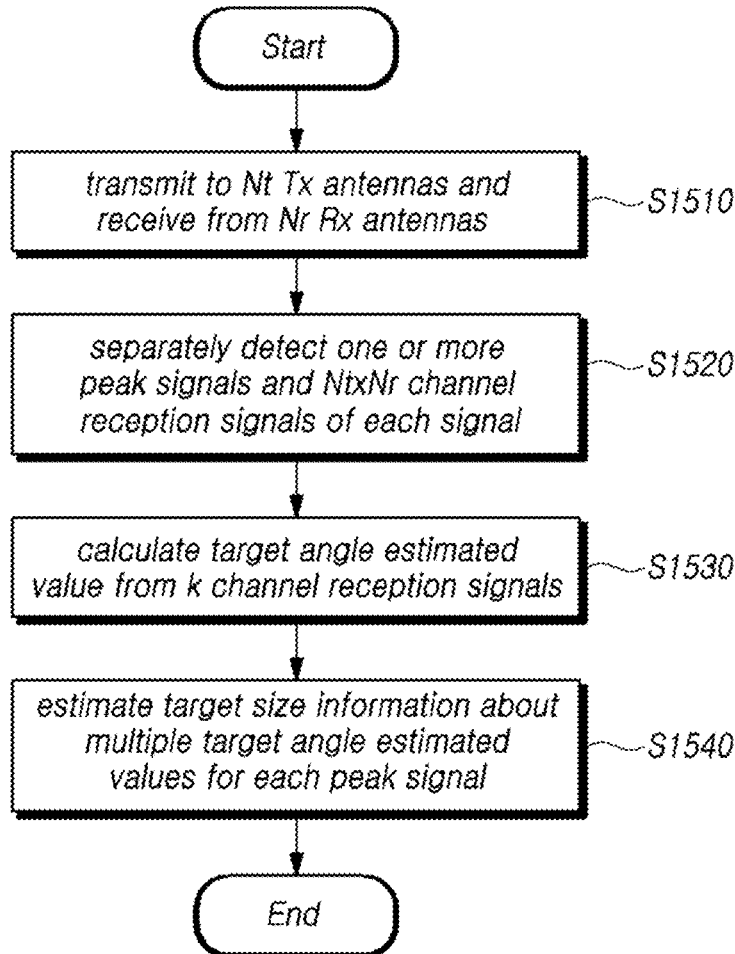 Start
transmit to Nt Tx antennas and
receive from Nr Rx antennas
S1510
separately detect one or more
peak signals and NtxNr channel
reception signals of each signal
S1520
calculate target angle estimated
value from k channel reception signals
S1530
estimate target size information about
multiple target angle estimated
values for each peak signal
S1540
End